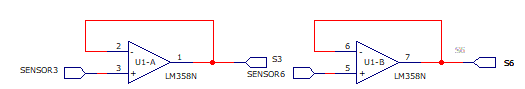 2
-
U1-A
1
3
+
LM358N
SENSOR3
S3
6
-
U1-B
7
5
+
LM358N
SENSOR6
S6
S6